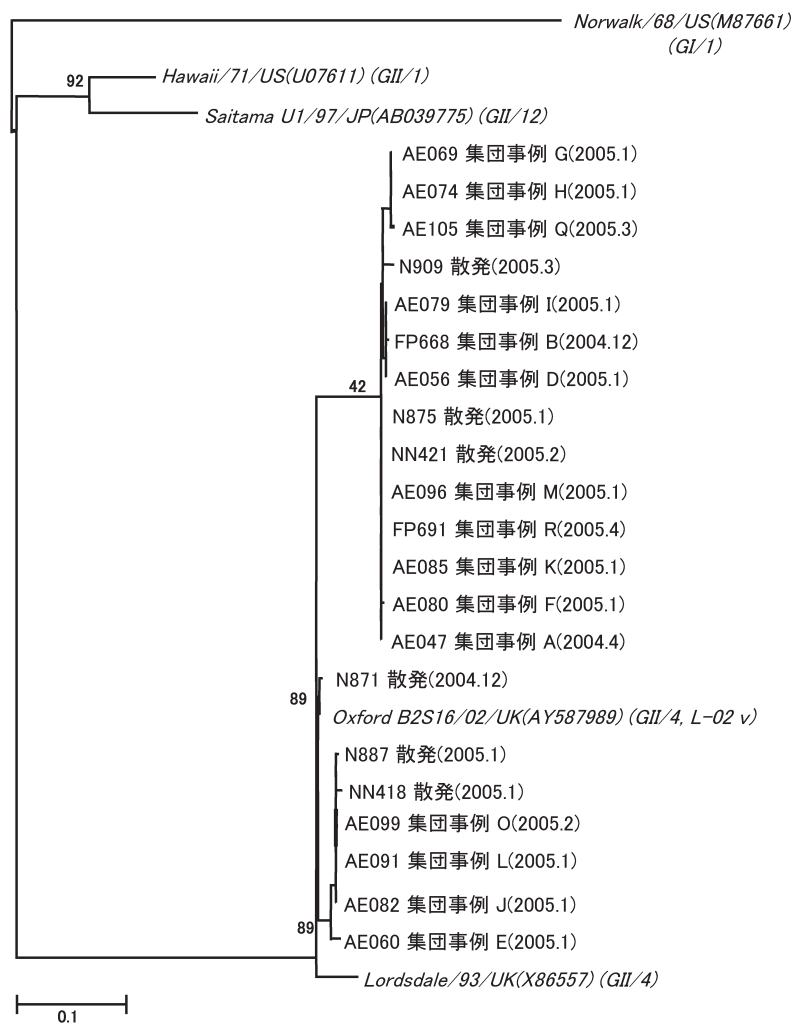 Norwalk/68/US(M87661)
(GI/1)
92
Hawaii/71/US(U07611) (GII/1)
Saitama U1/97/JP(AB039775) (GII/12)
AE069 集団事例 G(2005.1)
AE074 集団事例 H(2005.1)
AE105 集団事例 Q(2005.3)
N909 散発(2005.3)
AE079 集団事例 I(2005.1)
FP668 集団事例 B(2004.12)
AE056 集団事例 D(2005.1)
42
N875 散発(2005.1)
NN421 散発(2005.2)
AE096 集団事例 M(2005.1)
FP691 集団事例 R(2005.4)
AE085 集団事例 K(2005.1)
AE080 集団事例 F(2005.1)
AE047 集団事例 A(2004.4)
N871 散発(2004.12)
89
Oxford B2S16/02/UK(AY587989) (GII/4, L-02 v)
N887 散発(2005.1)
NN418 散発(2005.1)
AE099 集団事例 O(2005.2)
AE091 集団事例 L(2005.1)
AE082 集団事例 J(2005.1)
89
AE060 集団事例 E(2005.1)
Lordsdale/93/UK(X86557) (GII/4)
0.1